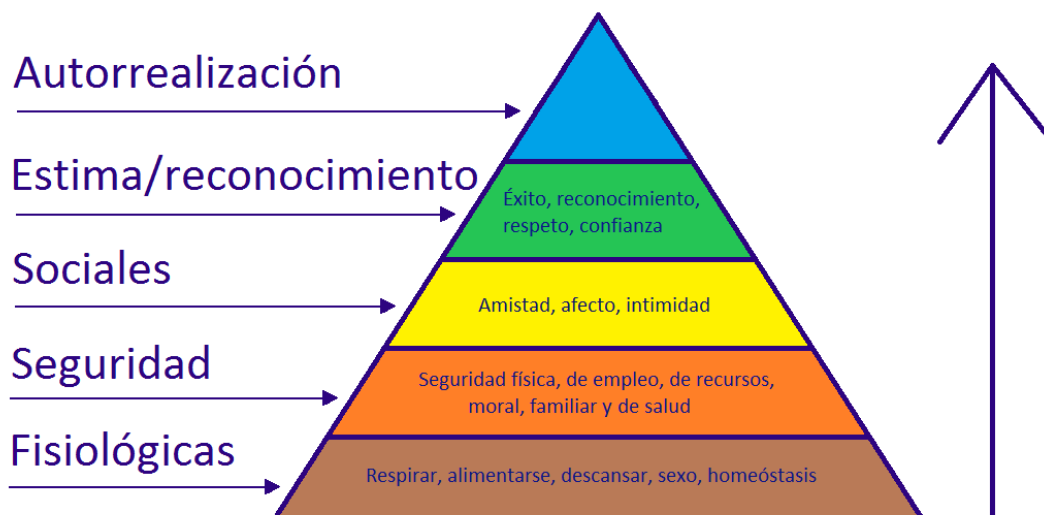 Autorrealización
Estima/reconocimiento
Éxito, reconocimiento,
respeto, confianza
Sociales
Amistad, afecto, intimidad
Seguridad
Seguridad física, de empleo, de recursos,
moral, familiar y de salud
Fisiológicas
Respirar, alimentarse, descansar, sexo, homeóstasis